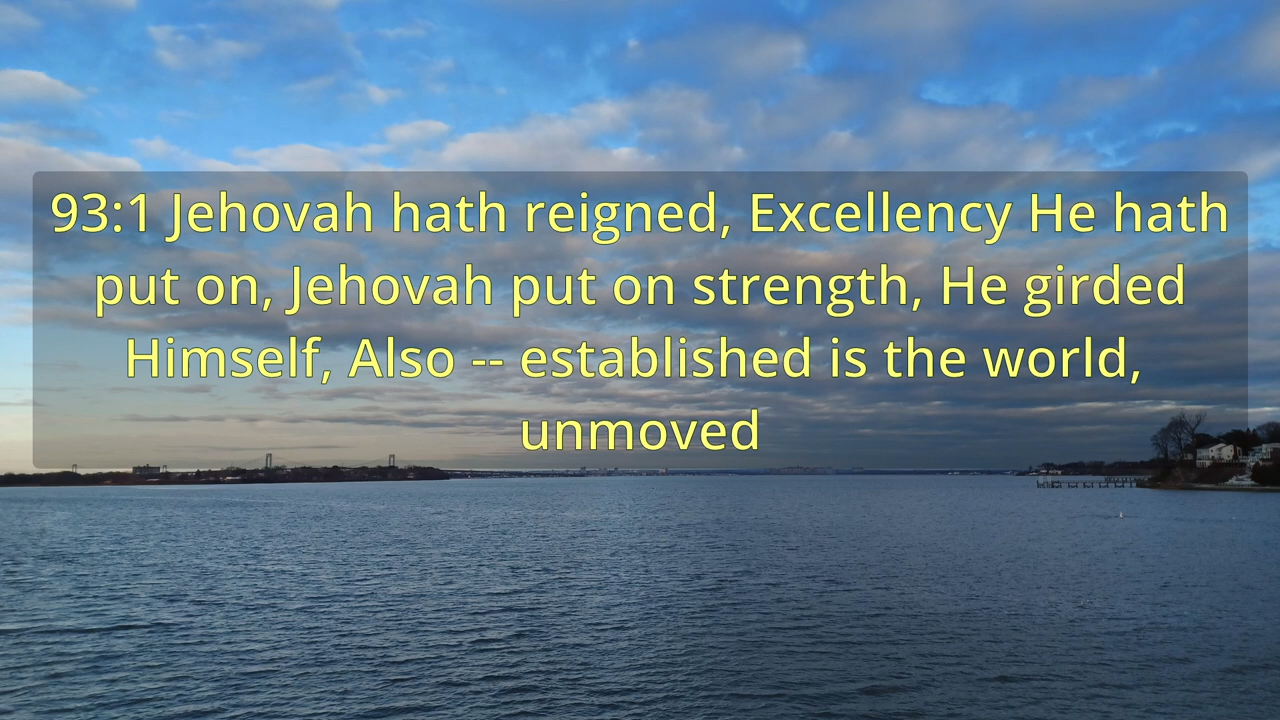 93:1 Jehovah hath reigned, Excellency He hath
put on, Jehovah put on strength, He girded
Himself, Also -- established is the world,
unmoved